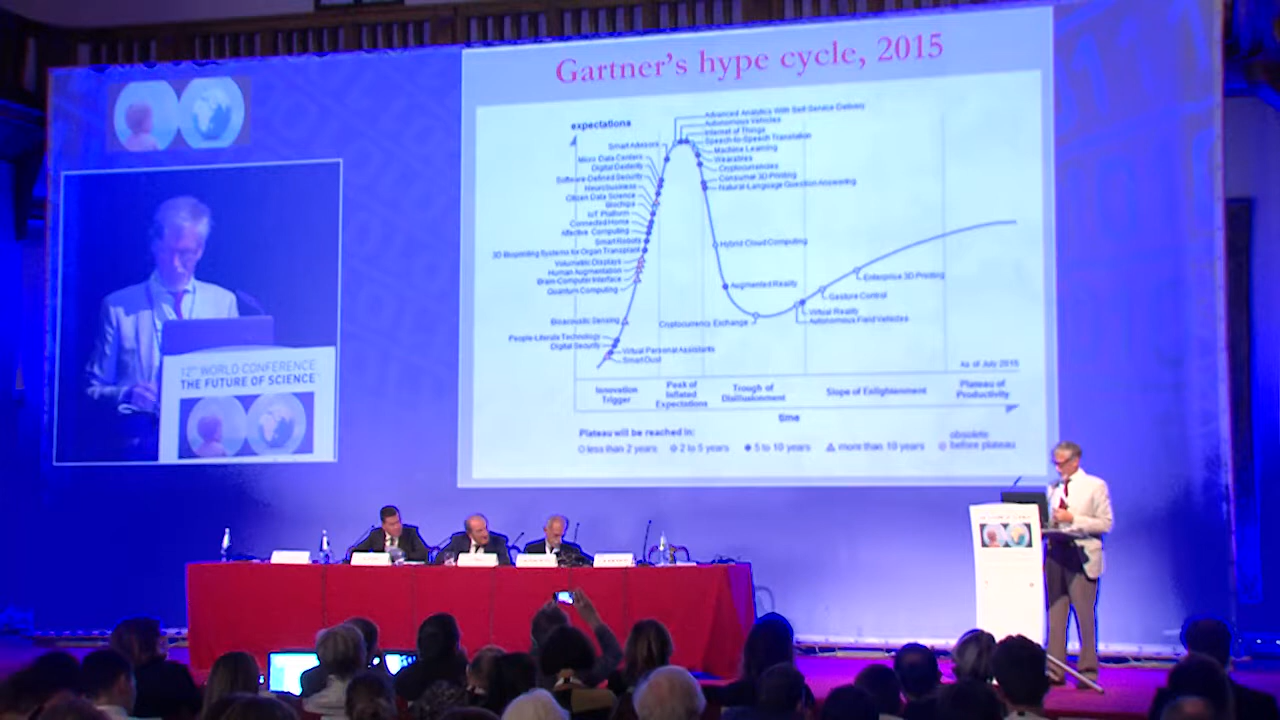 Gartner's hype cycle, 2015
expectations
Advanced Analytics With Self-Service Delivery
Autonomous Vehicles
Internet of Things
Speech-to-Speech Translation
Machine Learning
Wearables
Cryptocurrencies
Consumer 3D Printing
Natural-Language Question Answering
Smart Advisors
Micro Data Centers
Digital Dexterity
Software-Defined Security
Neurobusiness
Citizen Data Science
Biochips
IoT Platform
Connected Home
Affective Computing
Smart Robots
3D Bioprinting Systems for Organ Transplant
Volumetric Displays
Human Augmentation
Brain-Computer Interface
Quantum Computing
Bioacoustic Sensing
People-Literate Technology
Digital Security
Virtual Personal Assistants
Smart Dust
Hybrid Cloud Computing
Augmented Reality
Cryptocurrency Exchange
Enterprise 3D Printing
Gesture Control
Virtual Reality
Autonomous Field Vehicles
As of July 2015
Innovation Trigger
Peak of Inflated Expectations
Trough of Disillusionment
Slope of Enlightenment
Plateau of Productivity
time
Plateau will be reached in:
less than 2 years
2 to 5 years
5 to 10 years
more than 10 years
obsolete before plateau
12TH WORLD CONFERENCE
THE FUTURE OF SCIENCE